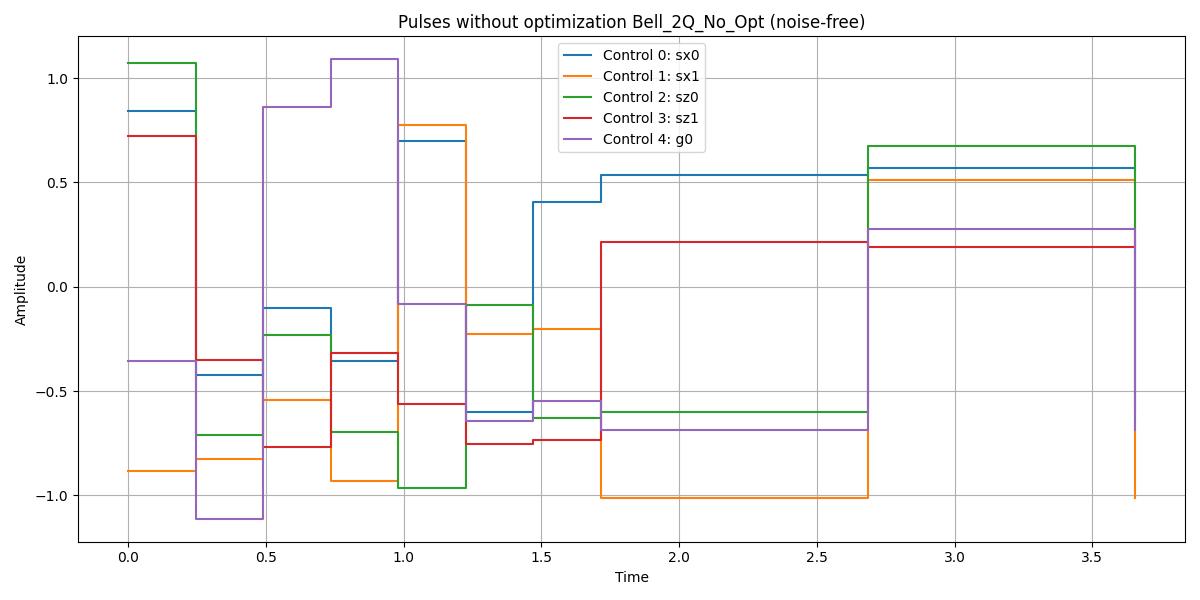 Pulses without optimization Bell_2Q_No_Opt (noise-free)
Control 0: sx0
Control 1: sx1
Control 2: sz0
Control 3: sz1
Control 4: g0
Amplitude
1.0
0.5
0.0
−0.5
−1.0
0.0 0.5 1.0 1.5 2.0 2.5 3.0 3.5
Time